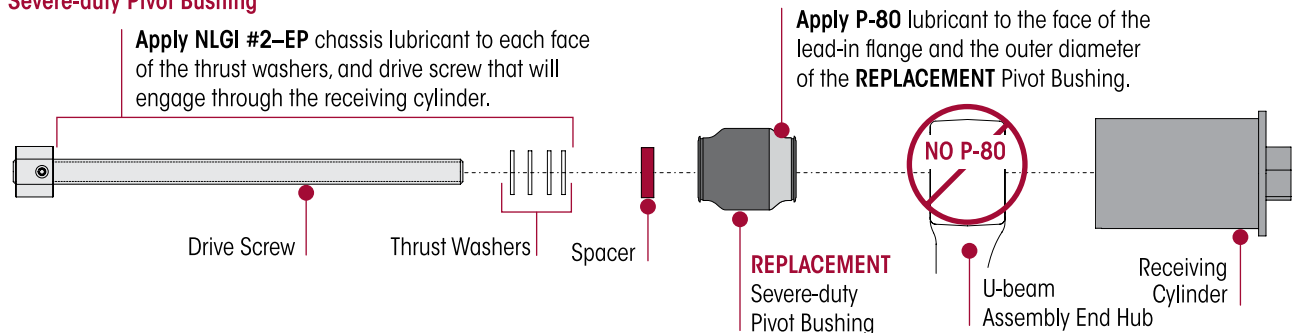 Severe-duty Pivot Bushing
Apply NLGI #2–EP chassis lubricant to each face
of the thrust washers, and drive screw that will
engage through the receiving cylinder.
Apply P-80 lubricant to the face of the
lead-in flange and the outer diameter
of the REPLACEMENT Pivot Bushing.
NO P-80
Drive Screw
Thrust Washers
Spacer
REPLACEMENT
Severe-duty
Pivot Bushing
U-beam
Assembly End Hub
Receiving
Cylinder